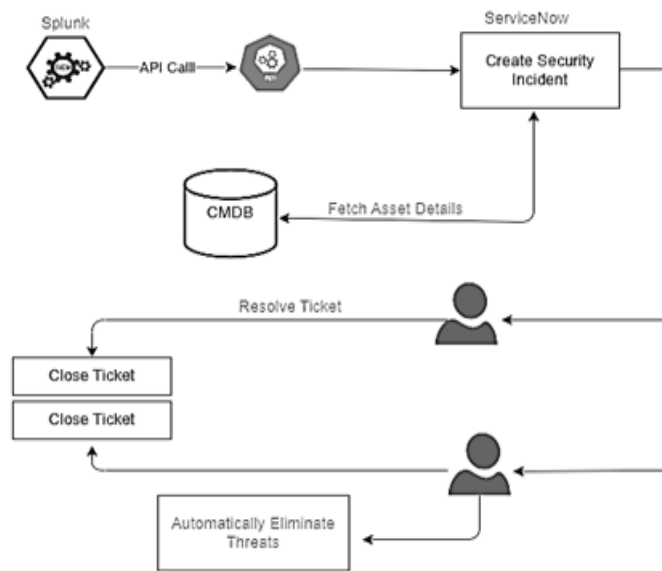 Splunk
ServiceNow
API Calll
Create Security
Incident
CMDB
Fetch Asset Details
Resolve Ticket
Close Ticket
Close Ticket
Automatically Eliminate
Threats